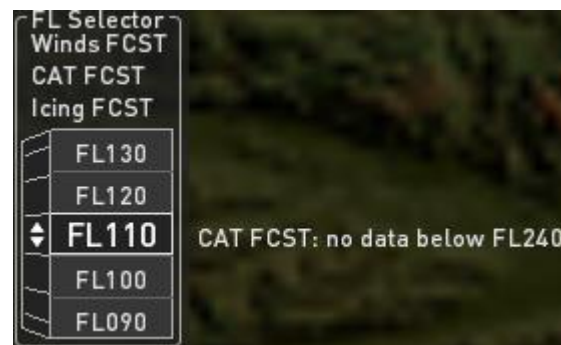 FL Selector
Winds FCST
CAT FCST
Icing FCST
FL130
FL120
FL110
CAT FCST: no data below FL240
FL100
FL090